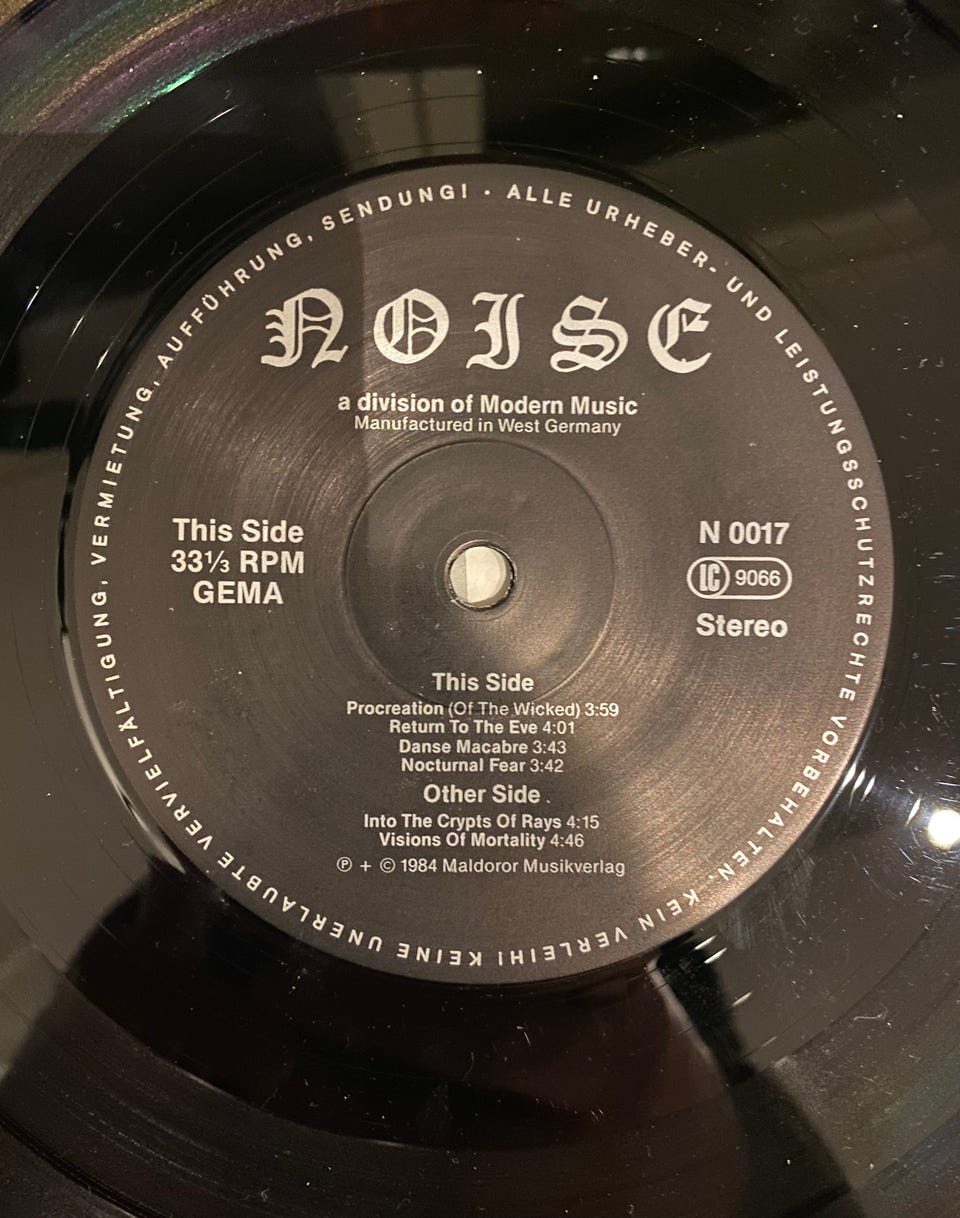 ALLE URHEBER- UND LEISTUNGSSCHUTZRECHTE VORBEHALTEN. KEIN VERLEIH! KEINE UNERLAUBTE VERVIELFÄLTIGUNG, VERMIETUNG, AUFFÜHRUNG, SENDUNG! ·
NOISE
a division of Modern Music
Manufactured in West Germany
This Side
33⅓ RPM
GEMA
N 0017
LC 9066
Stereo
This Side
Procreation (Of The Wicked) 3:59
Return To The Eve 4:01
Danse Macabre 3:43
Nocturnal Fear 3:42
Other Side
Into The Crypts Of Rays 4:15
Visions Of Mortality 4:46
℗ + © 1984 Maldoror Musikverlag